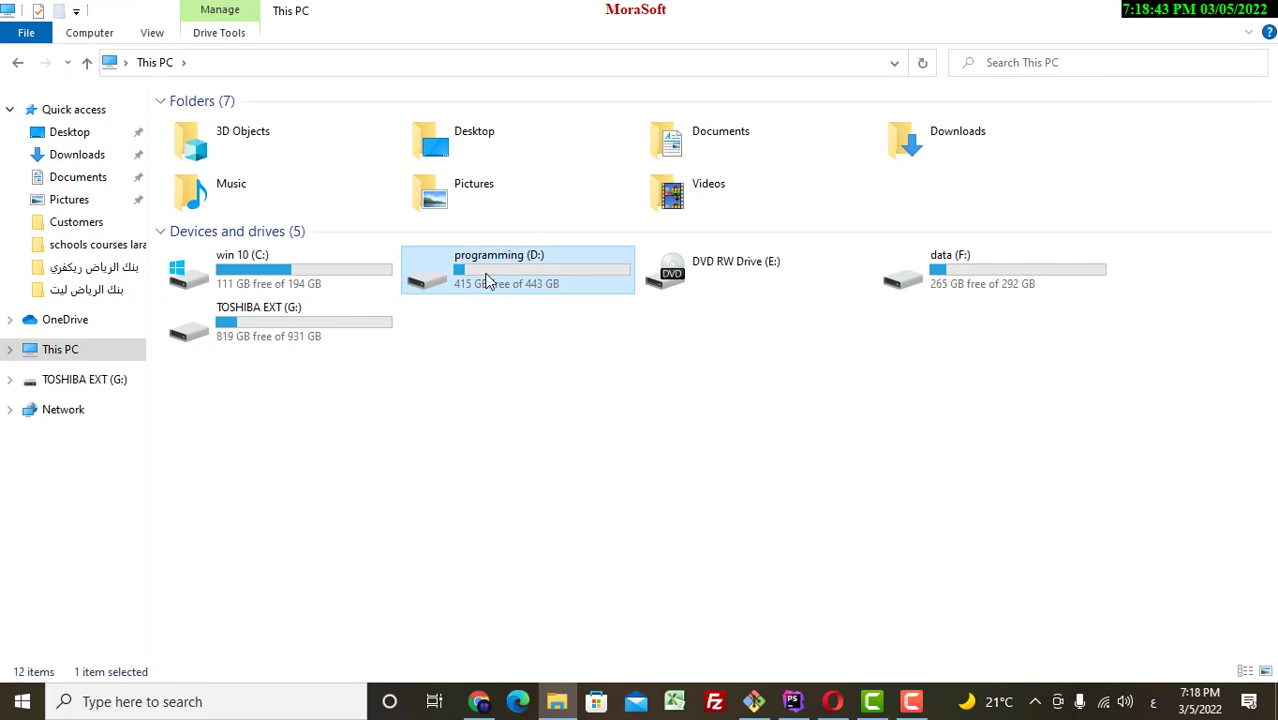 Manage
This PC
MoraSoft
7:18:43 PM 03/05/2022
File
Computer
View
Drive Tools
This PC
Search This PC
Quick access
Desktop
Downloads
Documents
Pictures
Customers
schools courses lara
بنك الرياض ريكفري
بنك الرياض ليت
OneDrive
This PC
TOSHIBA EXT (G:)
Network
Folders (7)
3D Objects
Desktop
Documents
Downloads
Music
Pictures
Videos
Devices and drives (5)
win 10 (C:)
111 GB free of 194 GB
programming (D:)
415 GB free of 443 GB
DVD RW Drive (E:)
DVD
data (F:)
265 GB free of 292 GB
TOSHIBA EXT (G:)
819 GB free of 931 GB
12 items
1 item selected
Type here to search
21°C
ع
7:18 PM
3/5/2022